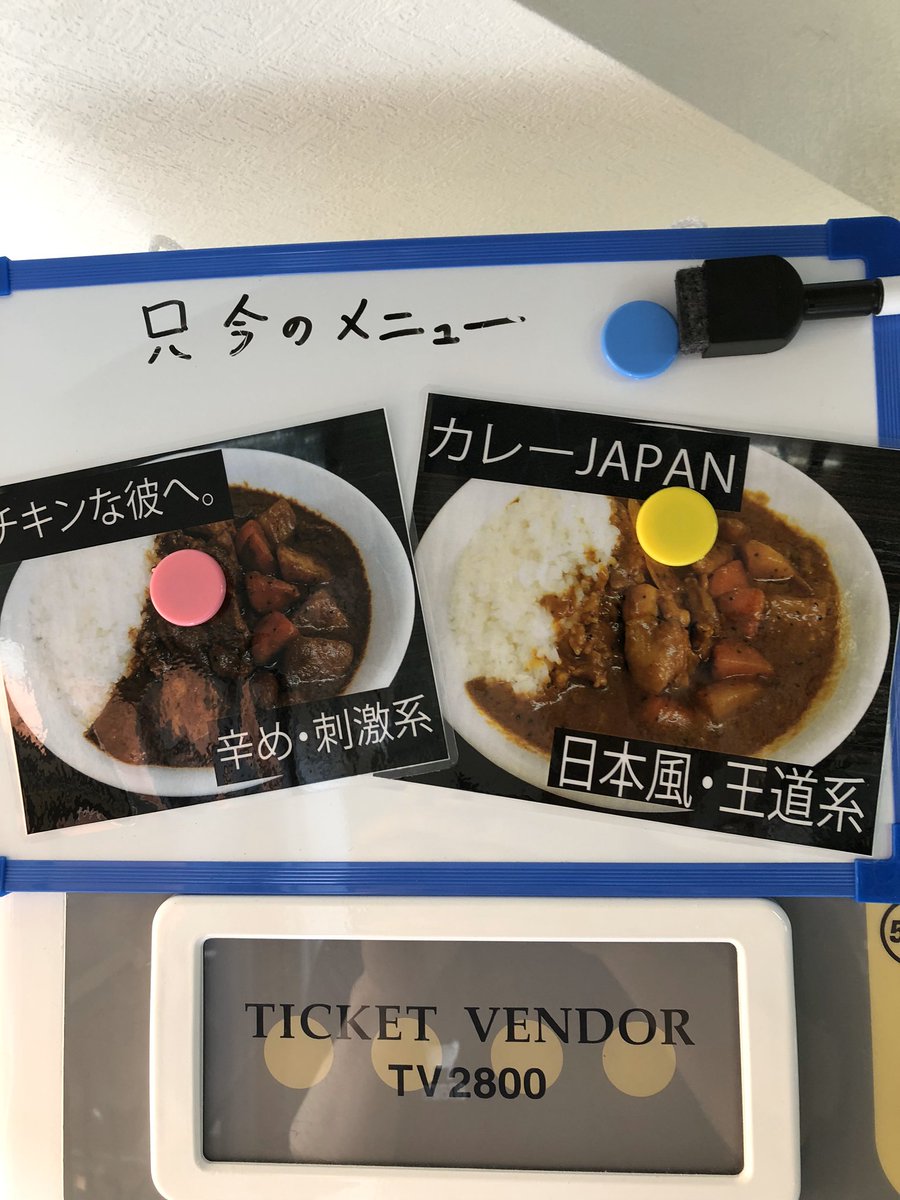 只今のメニュー
チキンな彼へ。
辛め・刺激系
カレーJAPAN
日本風・王道系
TICKET VENDOR
TV2800